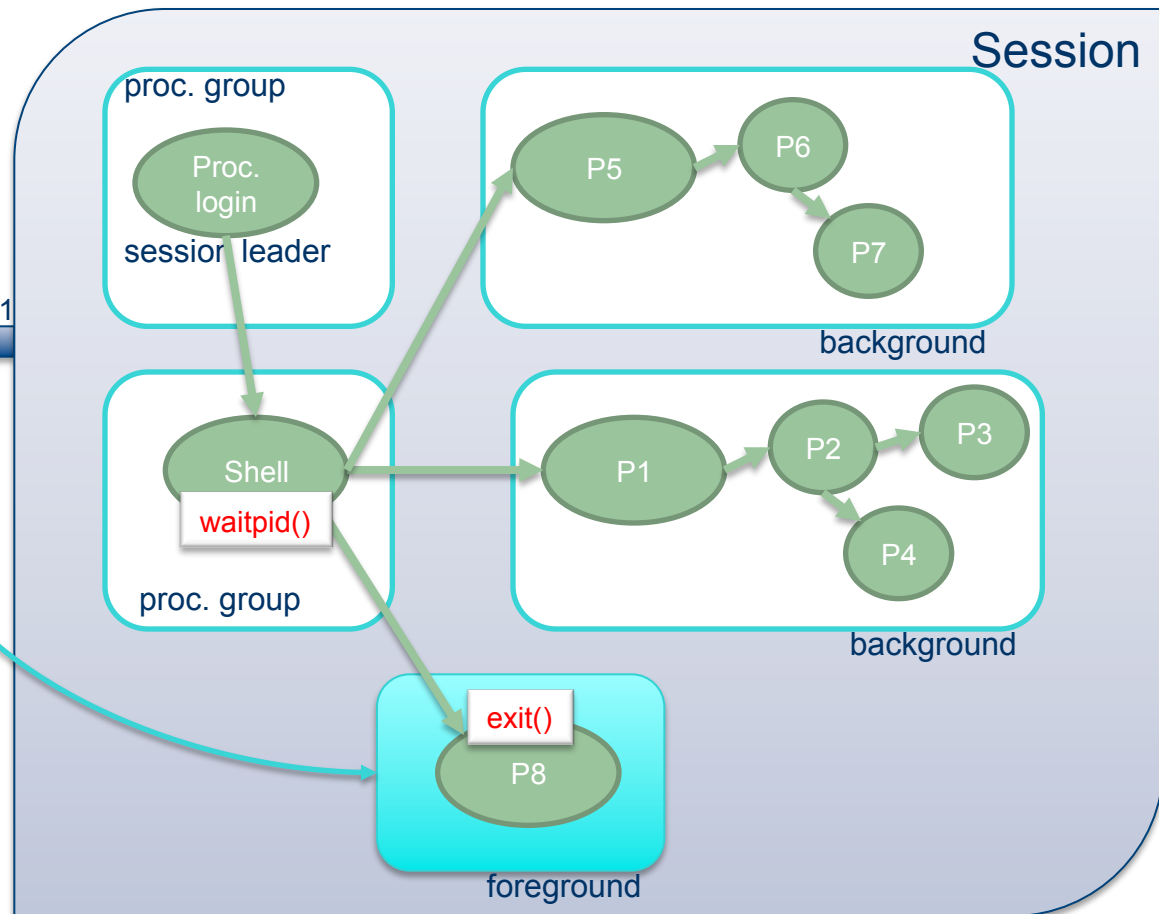 Session
proc. group
Proc.
login
session leader
P5
P6
P7
background
1
Shell
waitpid()
proc. group
P1
P2
P3
P4
background
exit()
P8
foreground